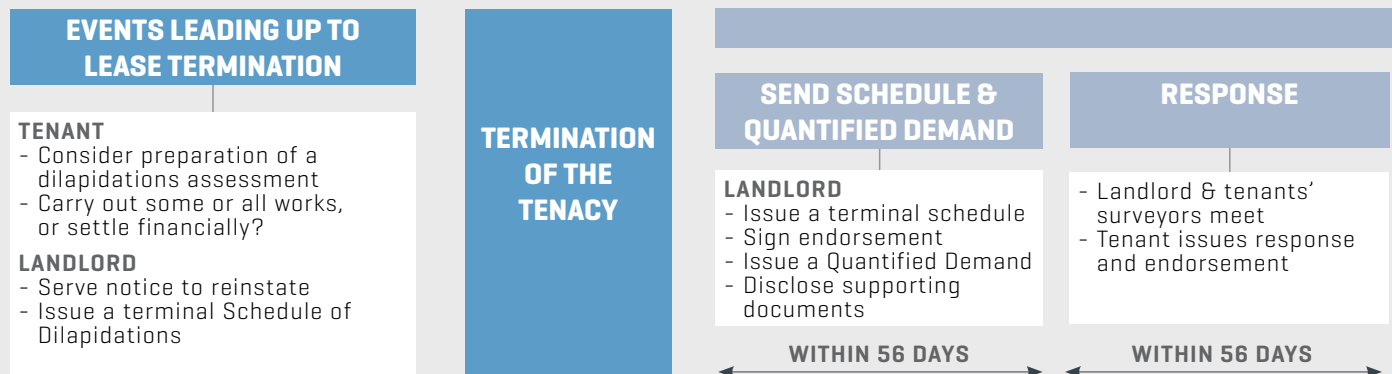 EVENTS LEADING UP TO
LEASE TERMINATION
TENANT
- Consider preparation of a
dilapidations assessment
- Carry out some or all works,
or settle financially?
LANDLORD
- Serve notice to reinstate
- Issue a terminal Schedule of
Dilapidations
TERMINATION
OF THE
TENACY
SEND SCHEDULE &
QUANTIFIED DEMAND
LANDLORD
- Issue a terminal schedule
- Sign endorsement
- Issue a Quantified Demand
- Disclose supporting
documents
WITHIN 56 DAYS
RESPONSE
- Landlord & tenants'
surveyors meet
- Tenant issues response
and endorsement
WITHIN 56 DAYS